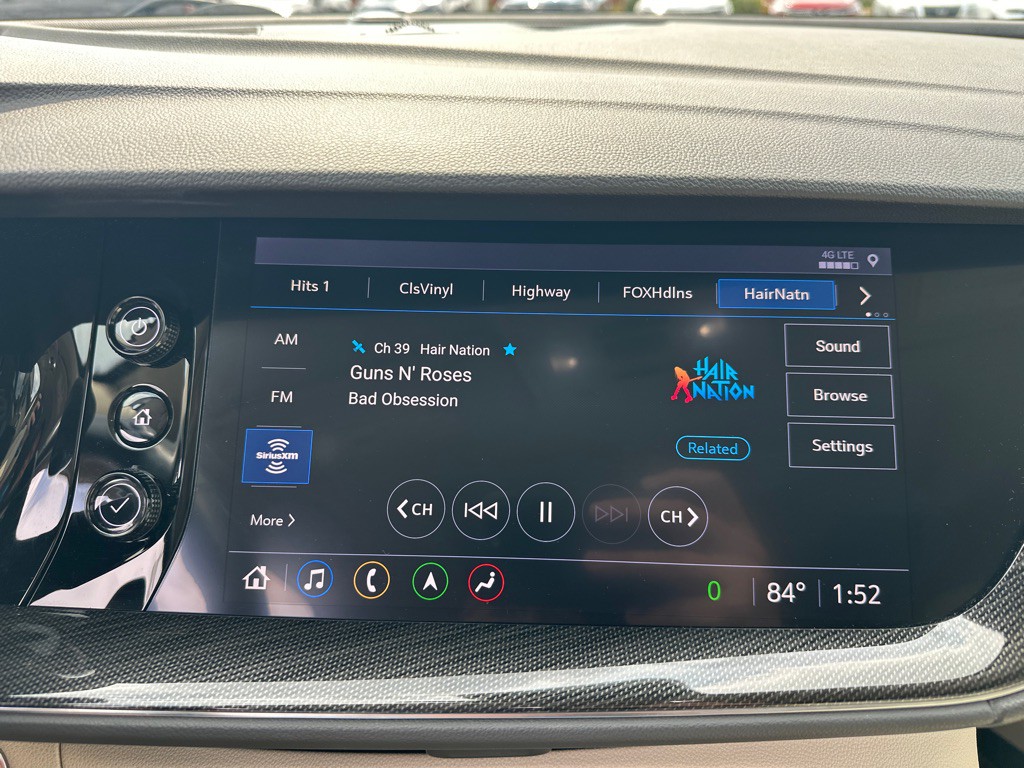 4G LTE
Hits 1
ClsVinyl
Highway
FOXHdlns
HairNatn
AM
Ch 39 Hair Nation
Guns N' Roses
Bad Obsession
HAIR
NATION
Sound
FM
Browse
SiriusXM
Related
Settings
More
CH
CH
0
84°
1:52